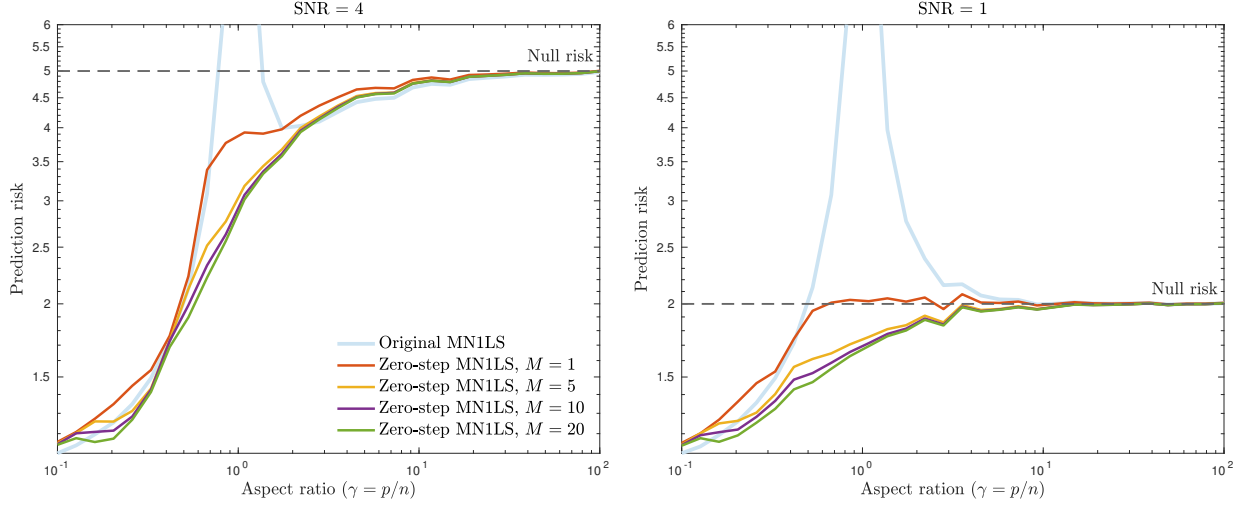 SNR = 4
6
5.5
5
4.5
4
3.5
3
2.5
2
1.5
Prediction risk
Null risk
Original MN1LS
Zero-step MN1LS, M = 1
Zero-step MN1LS, M = 5
Zero-step MN1LS, M = 10
Zero-step MN1LS, M = 20
10^-1
10^0
10^1
10^2
Aspect ratio (γ = p/n)
SNR = 1
6
5.5
5
4.5
4
3.5
3
2.5
2
1.5
Predicion risk
Null risk
10^-1
10^0
10^1
10^2
Aspect ration (γ = p/n)